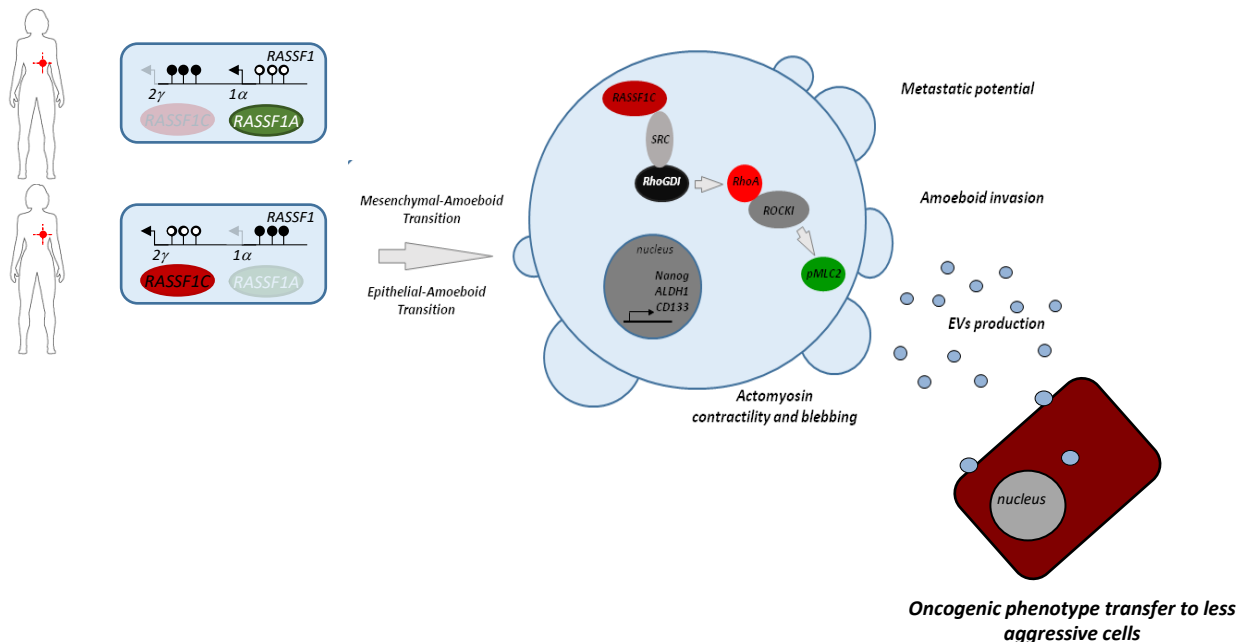 RASSF1
2γ
1α
RASSF1C
RASSF1A
RASSF1
2γ
1α
RASSF1C
RASSF1A
Mesenchymal-Amoeboid
Transition
Epithelial-Amoeboid
Transition
RASSF1C
SRC
RhoGDI
RhoA
ROCKI
pMLC2
nucleus
Nanog
ALDH1
CD133
Actomyosin
contractility and blebbing
Metastatic potential
Amoeboid invasion
EVs production
nucleus
Oncogenic phenotype transfer to less
aggressive cells